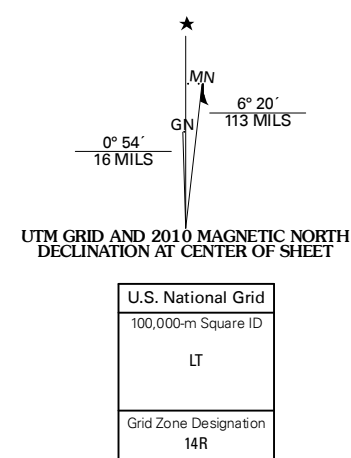 MN
6° 20´
113 MILS
GN
0° 54´
16 MILS
UTM GRID AND 2010 MAGNETIC NORTH
DECLINATION AT CENTER OF SHEET
U.S. National Grid
100,000-m Square ID
LT
Grid Zone Designation
14R